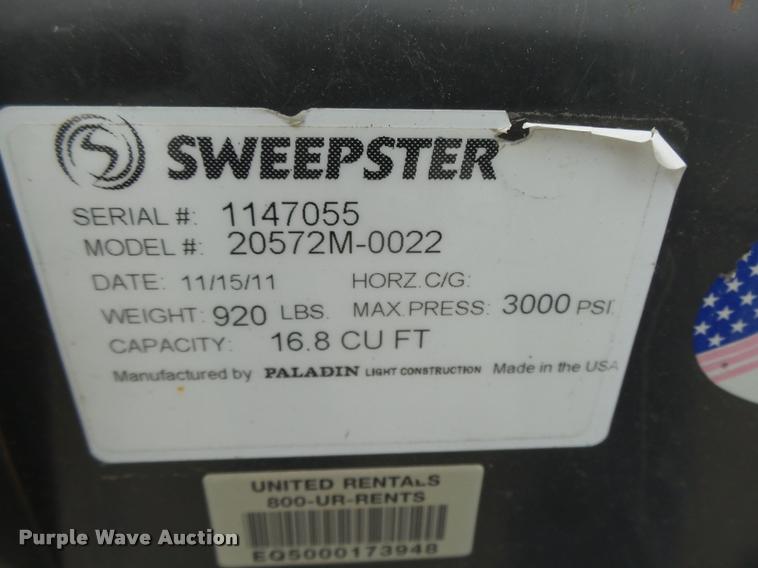 SWEEPSTER
SERIAL #: 1147055
MODEL #: 20572M-0022
DATE: 11/15/11 HORZ. C/G:
WEIGHT: 920 LBS. MAX. PRESS: 3000 PSI
CAPACITY: 16.8 CU FT
Manufactured by PALADIN LIGHT CONSTRUCTION Made in the USA
UNITED RENTALS
800-UR-RENTS
EQ5000173948
Purple Wave Auction